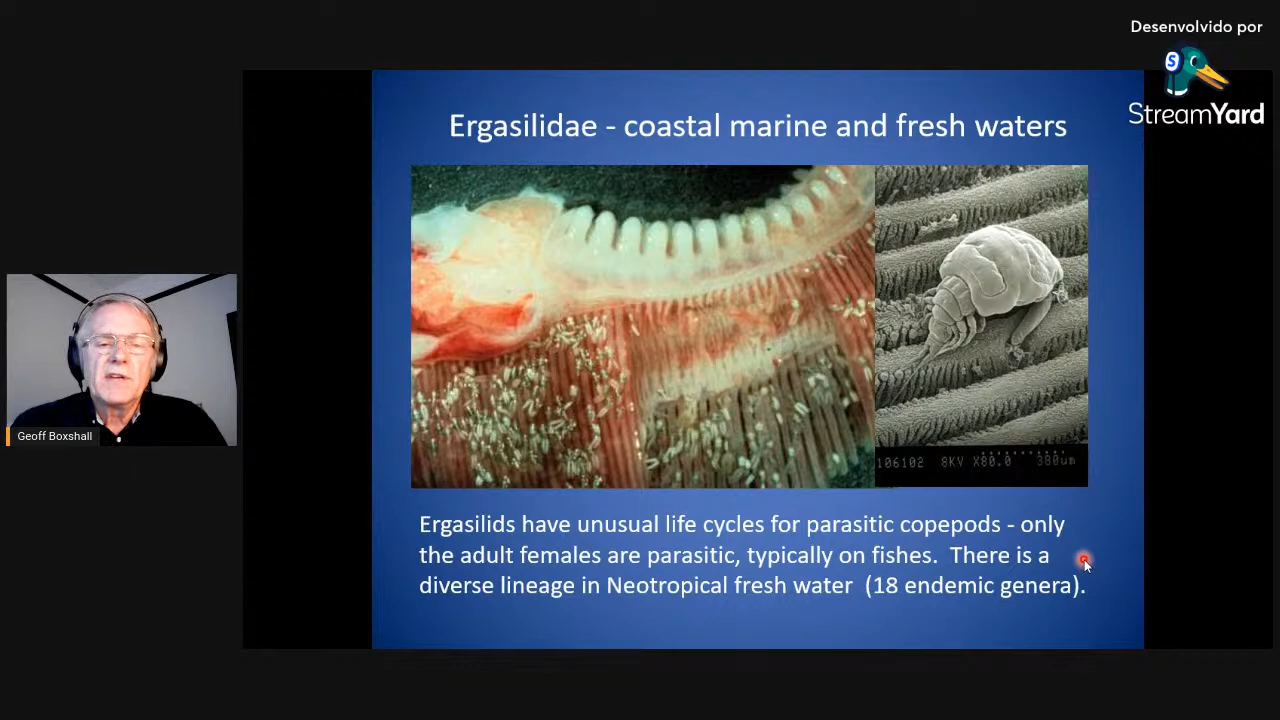 Desenvolvido por
StreamYard
Ergasilidae - coastal marine and fresh waters
106102 8KV X80.0 380um
Ergasilids have unusual life cycles for parasitic copepods - only
the adult females are parasitic, typically on fishes. There is a
diverse lineage in Neotropical fresh water (18 endemic genera).
Geoff Boxshall
S